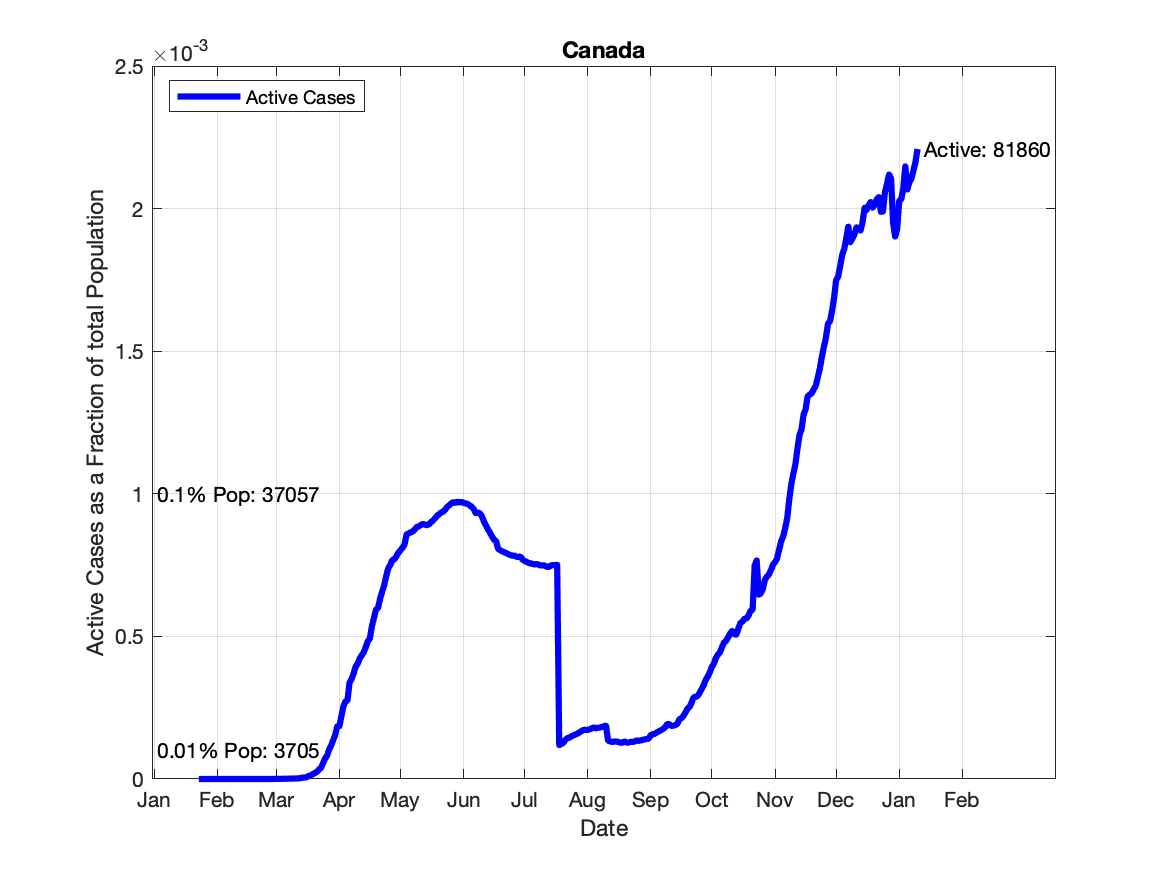 Canada
×10-3
2.5
2
1.5
1
0.5
0
Active Cases
Active: 81860
0.1% Pop: 37057
0.01% Pop: 3705
Active Cases as a Fraction of total Population
Jan Feb Mar Apr May Jun Jul Aug Sep Oct Nov Dec Jan Feb
Date